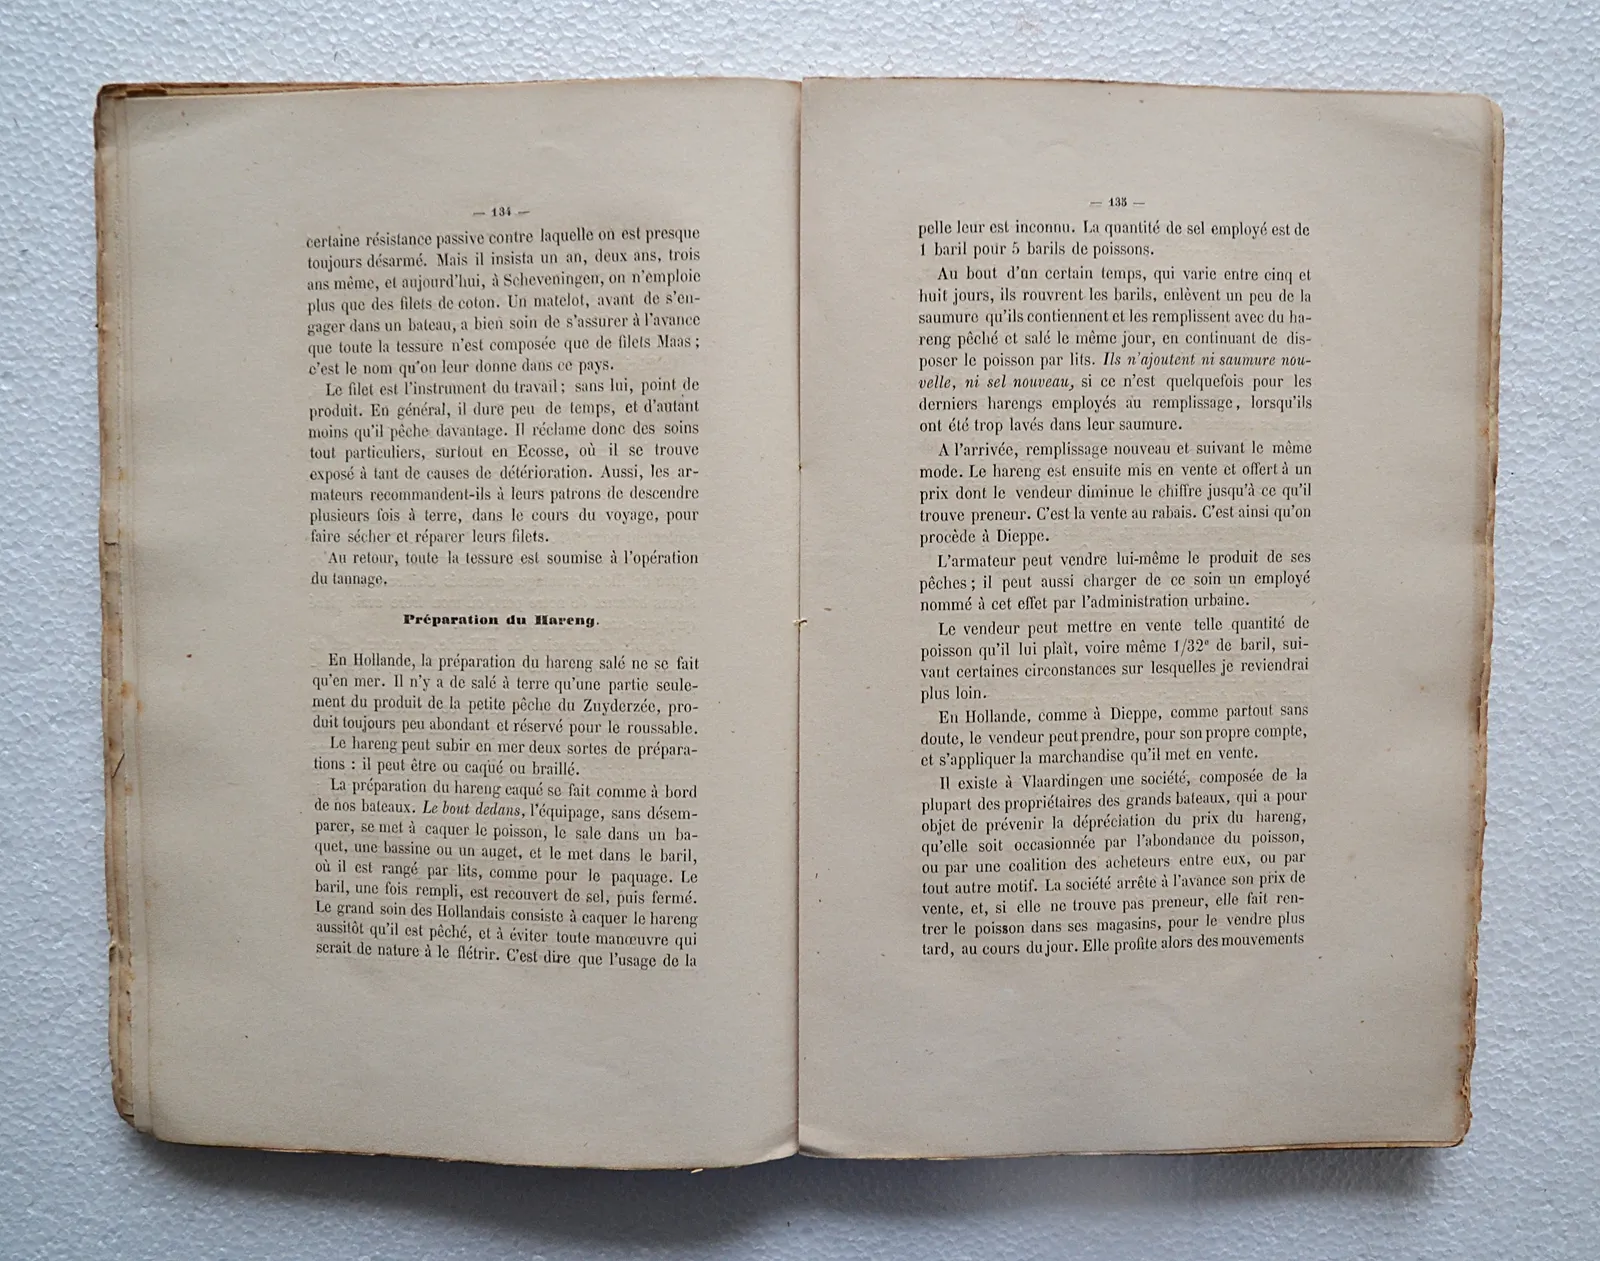 — 134 —
certaine résistance passive contre laquelle on est presque
toujours désarmé. Mais il insista un an, deux ans, trois
ans même, et aujourd'hui, à Scheveningen, on n'emploie
plus que des filets de coton. Un matelot, avant de s'en-
gager dans un bateau, a bien soin de s'assurer à l'avance
que toute la tessure n'est composée que de filets Maas ;
c'est le nom qu'on leur donne dans ce pays.
Le filet est l'instrument du travail ; sans lui, point de
produit. En général, il dure peu de temps, et d'autant
moins qu'il pêche davantage. Il réclame donc des soins
tout particuliers, surtout en Ecosse, où il se trouve
exposé à tant de causes de détérioration. Aussi, les ar-
mateurs recommandent-ils à leurs patrons de descendre
plusieurs fois à terre, dans le cours du voyage, pour
faire sécher et réparer leurs filets.
Au retour, toute la tessure est soumise à l'opération
du tannage.
Préparation du Hareng.
En Hollande, la préparation du hareng salé ne se fait
qu'en mer. Il n'y a de salé à terre qu'une partie seule-
ment du produit de la petite pêche du Zuyderzée, pro-
duit toujours peu abondant et réservé pour le roussable.
Le hareng peut subir en mer deux sortes de prépara-
tions : il peut être ou caqué ou braillé.
La préparation du hareng caqué se fait comme à bord
de nos bateaux. Le bout dedans, l'équipage, sans désem-
parer, se met à caquer le poisson, le sale dans un ba-
quet, une bassine ou un auget, et le met dans le baril,
où il est rangé par lits, comme pour le paquage. Le
baril, une fois rempli, est recouvert de sel, puis fermé.
Le grand soin des Hollandais consiste à caquer le hareng
aussitôt qu'il est pêché, et à éviter toute manœuvre qui
serait de nature à le flétrir. C'est dire que l'usage de la
— 135 —
pelle leur est inconnu. La quantité de sel employé est de
1 baril pour 5 barils de poissons.
Au bout d'un certain temps, qui varie entre cinq et
huit jours, ils rouvrent les barils, enlèvent un peu de la
saumure qu'ils contiennent et les remplissent avec du ha-
reng pêché et salé le même jour, en continuant de dis-
poser le poisson par lits. Ils n'ajoutent ni saumure nou-
velle, ni sel nouveau, si ce n'est quelquefois pour les
derniers harengs employés au remplissage, lorsqu'ils
ont été trop lavés dans leur saumure.
A l'arrivée, remplissage nouveau et suivant le même
mode. Le hareng est ensuite mis en vente et offert à un
prix dont le vendeur diminue le chiffre jusqu'à ce qu'il
trouve preneur. C'est la vente au rabais. C'est ainsi qu'on
procède à Dieppe.
L'armateur peut vendre lui-même le produit de ses
pêches ; il peut aussi charger de ce soin un employé
nommé à cet effet par l'administration urbaine.
Le vendeur peut mettre en vente telle quantité de
poisson qu'il lui plaît, voire même 1/32e de baril, sui-
vant certaines circonstances sur lesquelles je reviendrai
plus loin.
En Hollande, comme à Dieppe, comme partout sans
doute, le vendeur peut prendre, pour son propre compte,
et s'appliquer la marchandise qu'il met en vente.
Il existe à Vlaardingen une société, composée de la
plupart des propriétaires des grands bateaux, qui a pour
objet de prévenir la dépréciation du prix du hareng,
qu'elle soit occasionnée par l'abondance du poisson,
ou par une coalition des acheteurs entre eux, ou par
tout autre motif. La société arrête à l'avance son prix de
vente, et, si elle ne trouve pas preneur, elle fait ren-
trer le poisson dans ses magasins, pour le vendre plus
tard, au cours du jour. Elle profite alors des mouvements